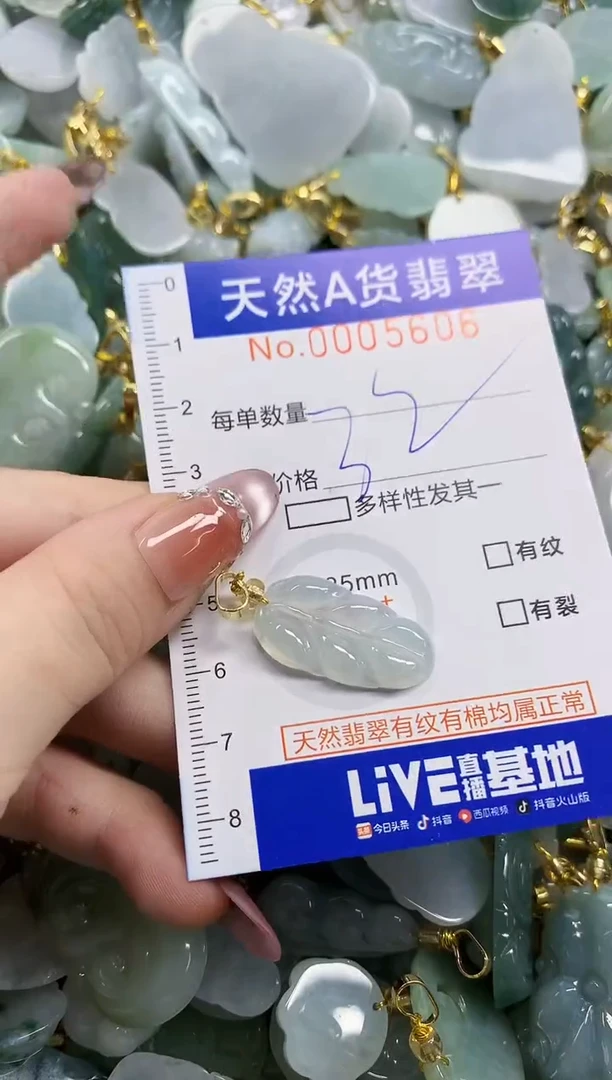 天然A货翡翠
No.0005606
0
1
2
3
5
6
7
8
每单数量
价格
多样性发其一
有纹
5mm
+
有裂
天然翡翠有纹有棉均属正常
LiVE直播基地
头条 今日头条 抖音 西瓜视频 抖音火山版